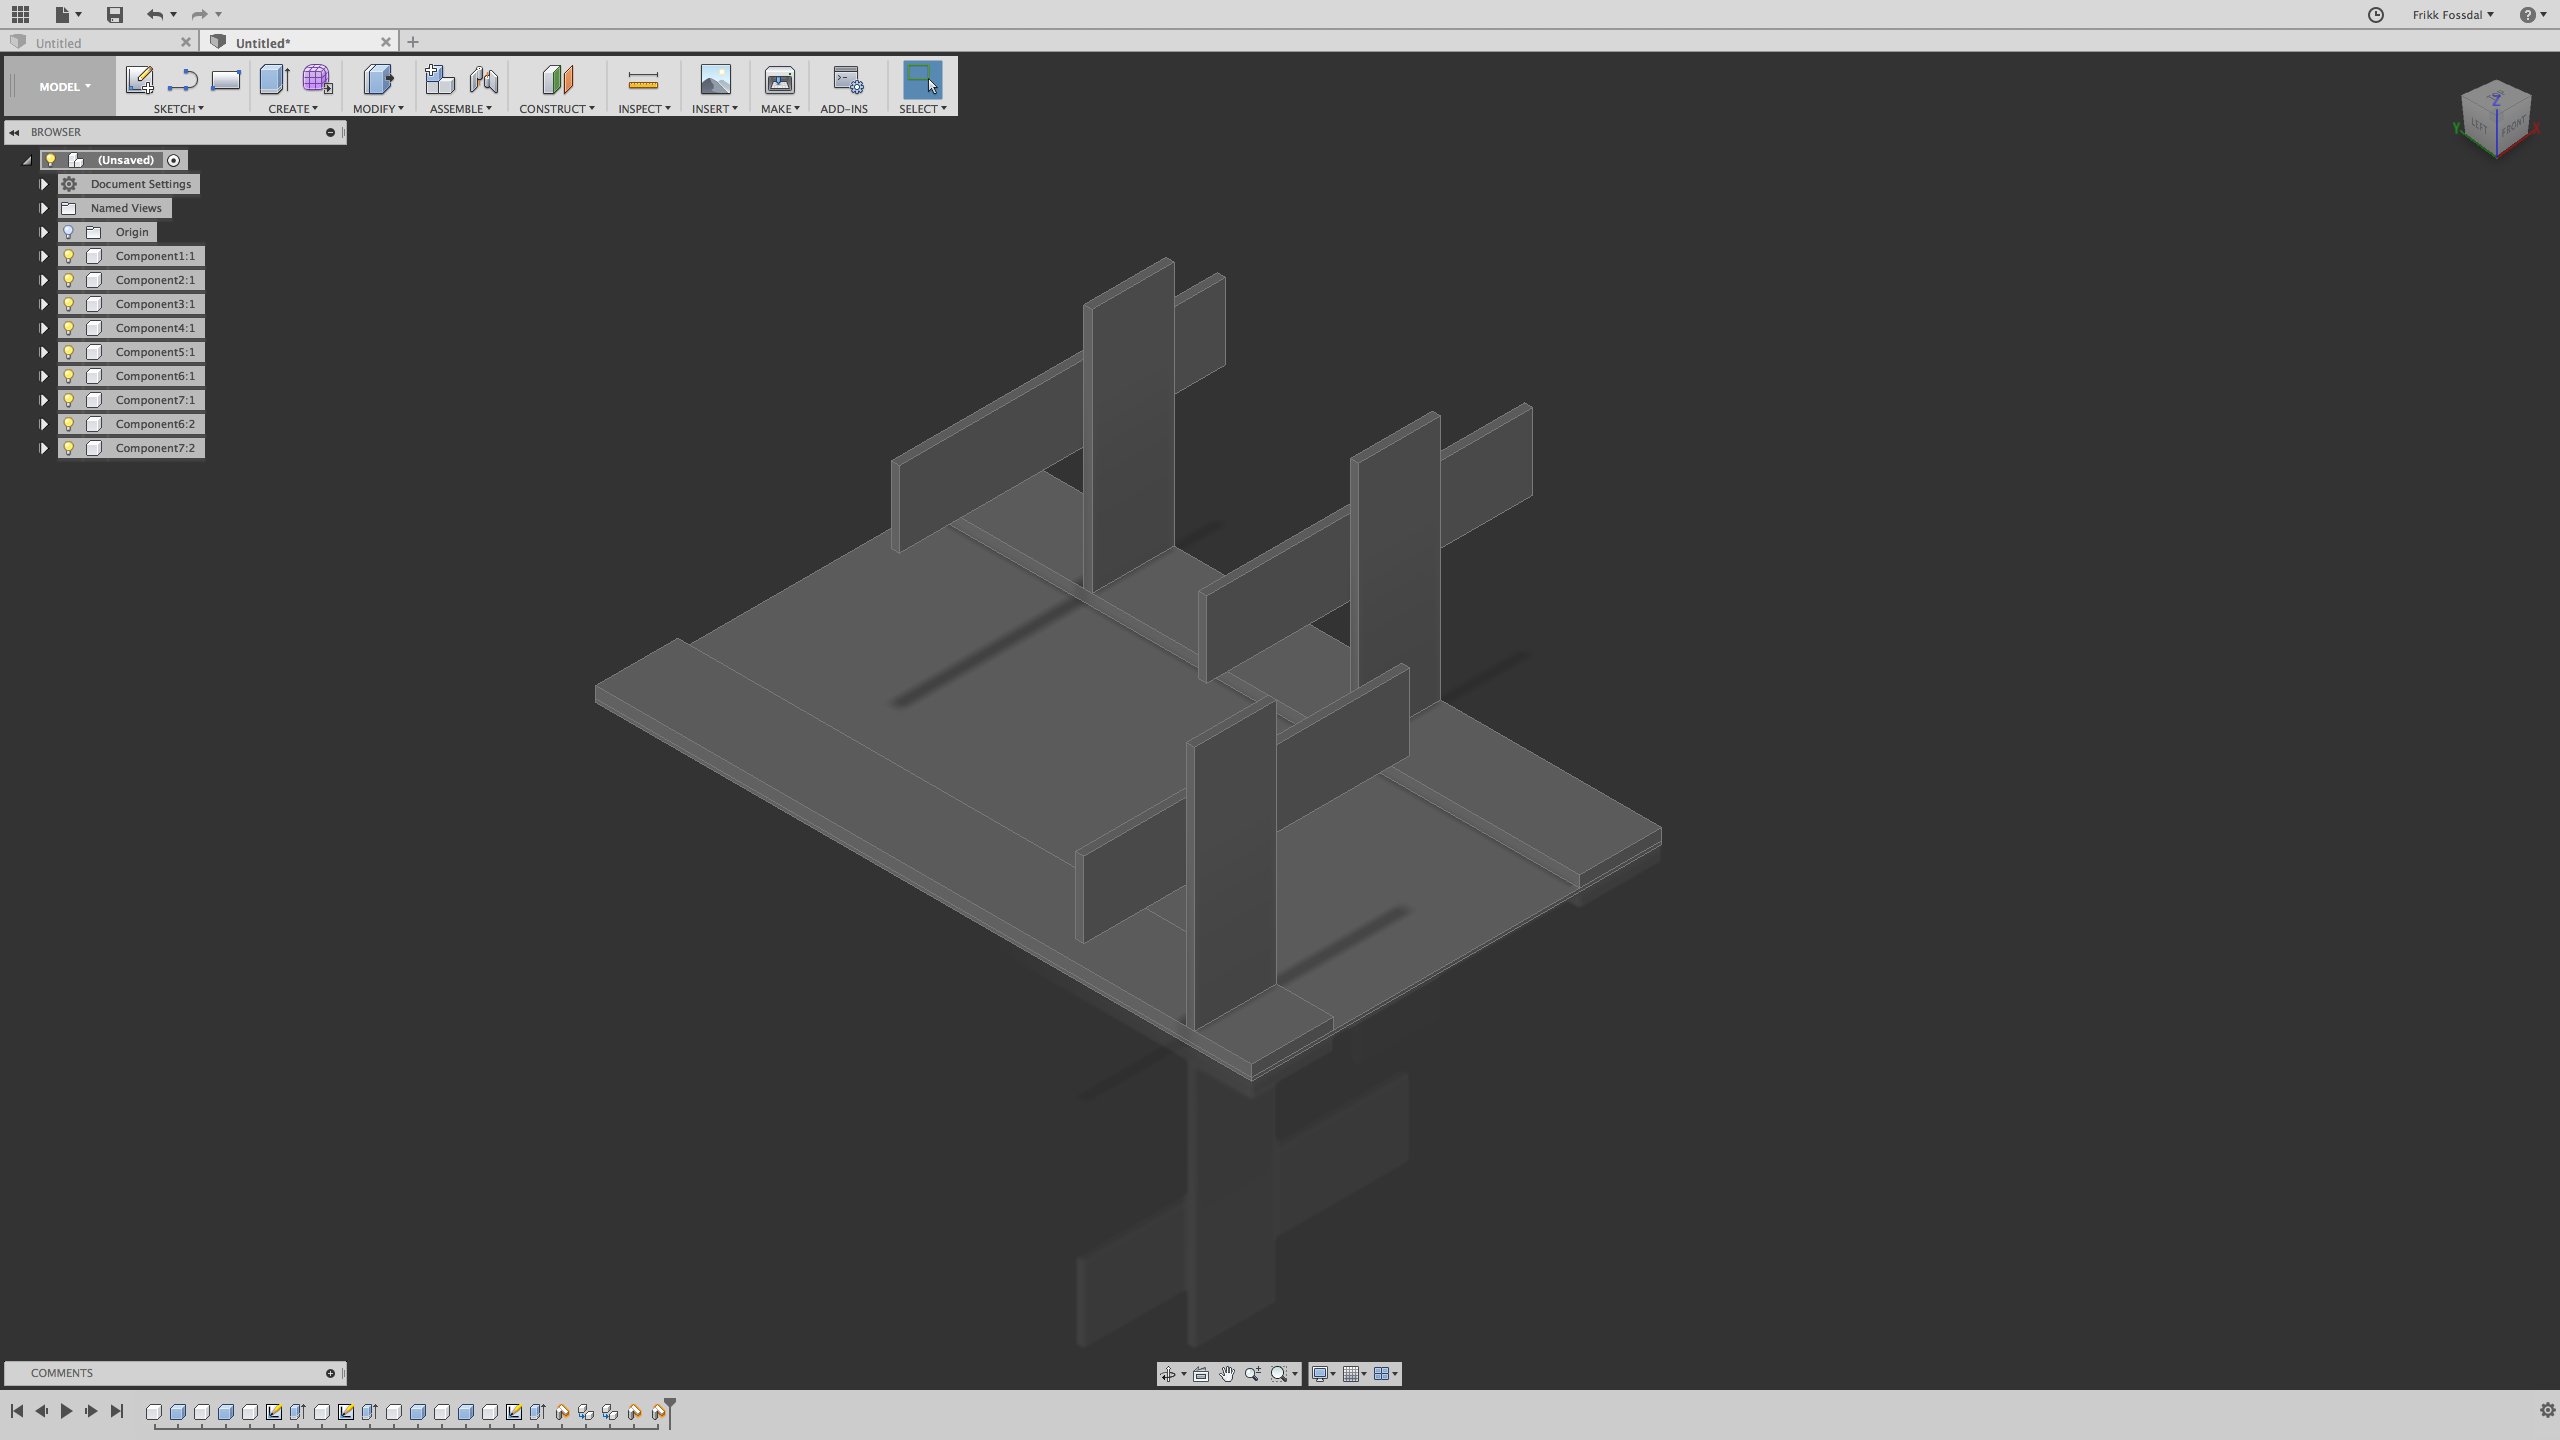 Frikk Fossdal
Untitled
Untitled*
MODEL
SKETCH
CREATE
MODIFY
ASSEMBLE
CONSTRUCT
INSPECT
INSERT
MAKE
ADD-INS
SELECT
BROWSER
(Unsaved)
Document Settings
Named Views
Origin
Component1:1
Component2:1
Component3:1
Component4:1
Component5:1
Component6:1
Component7:1
Component6:2
Component7:2
Z
Y
X
LEFT
FRONT
COMMENTS